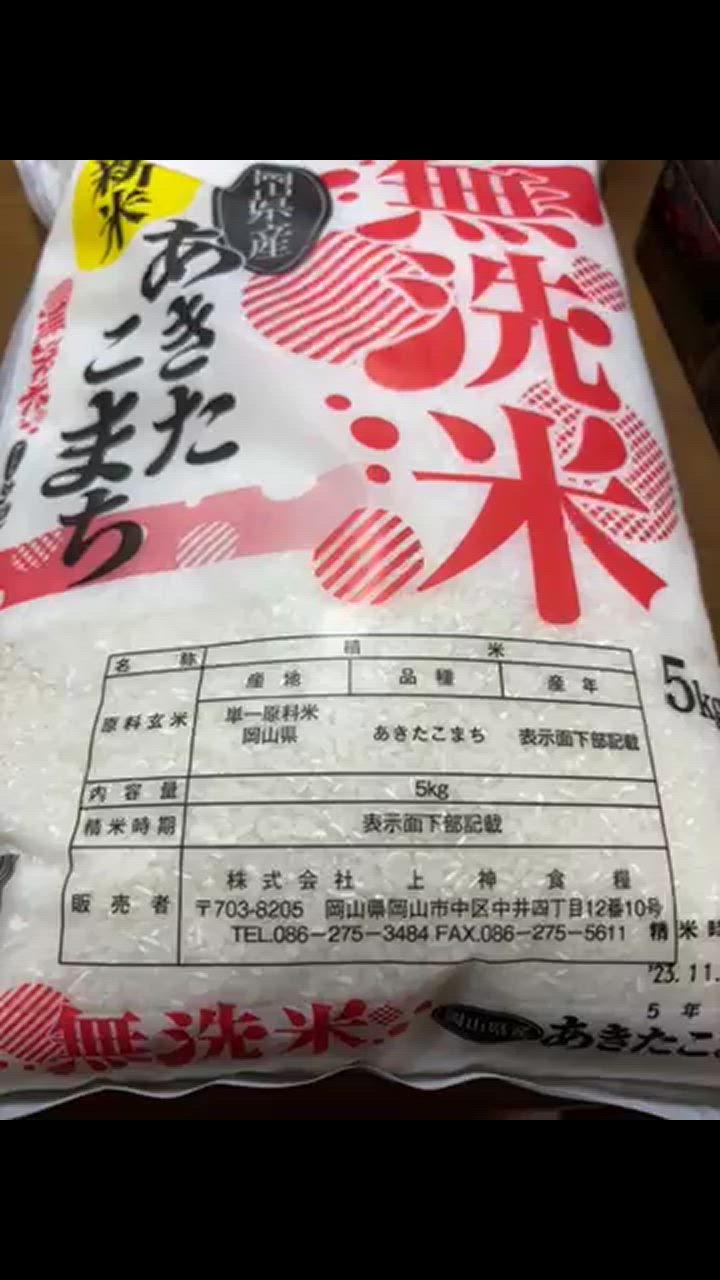 無洗米
岡山県産
新米
あきた
こまち
5kg
名称 精米
産地 品種 産年
原料玄米 単一原料米 あきたこまち 表示面下部記載
岡山県
内容量 5kg
精米時期 表示面下部記載
販売者 株式会社 上神食糧
〒703-8205 岡山県岡山市中区中井四丁目12番10号
TEL.086-275-3484 FAX.086-275-5611
精米時
'23.11.
5年
無洗米 岡山県産 あきたこ